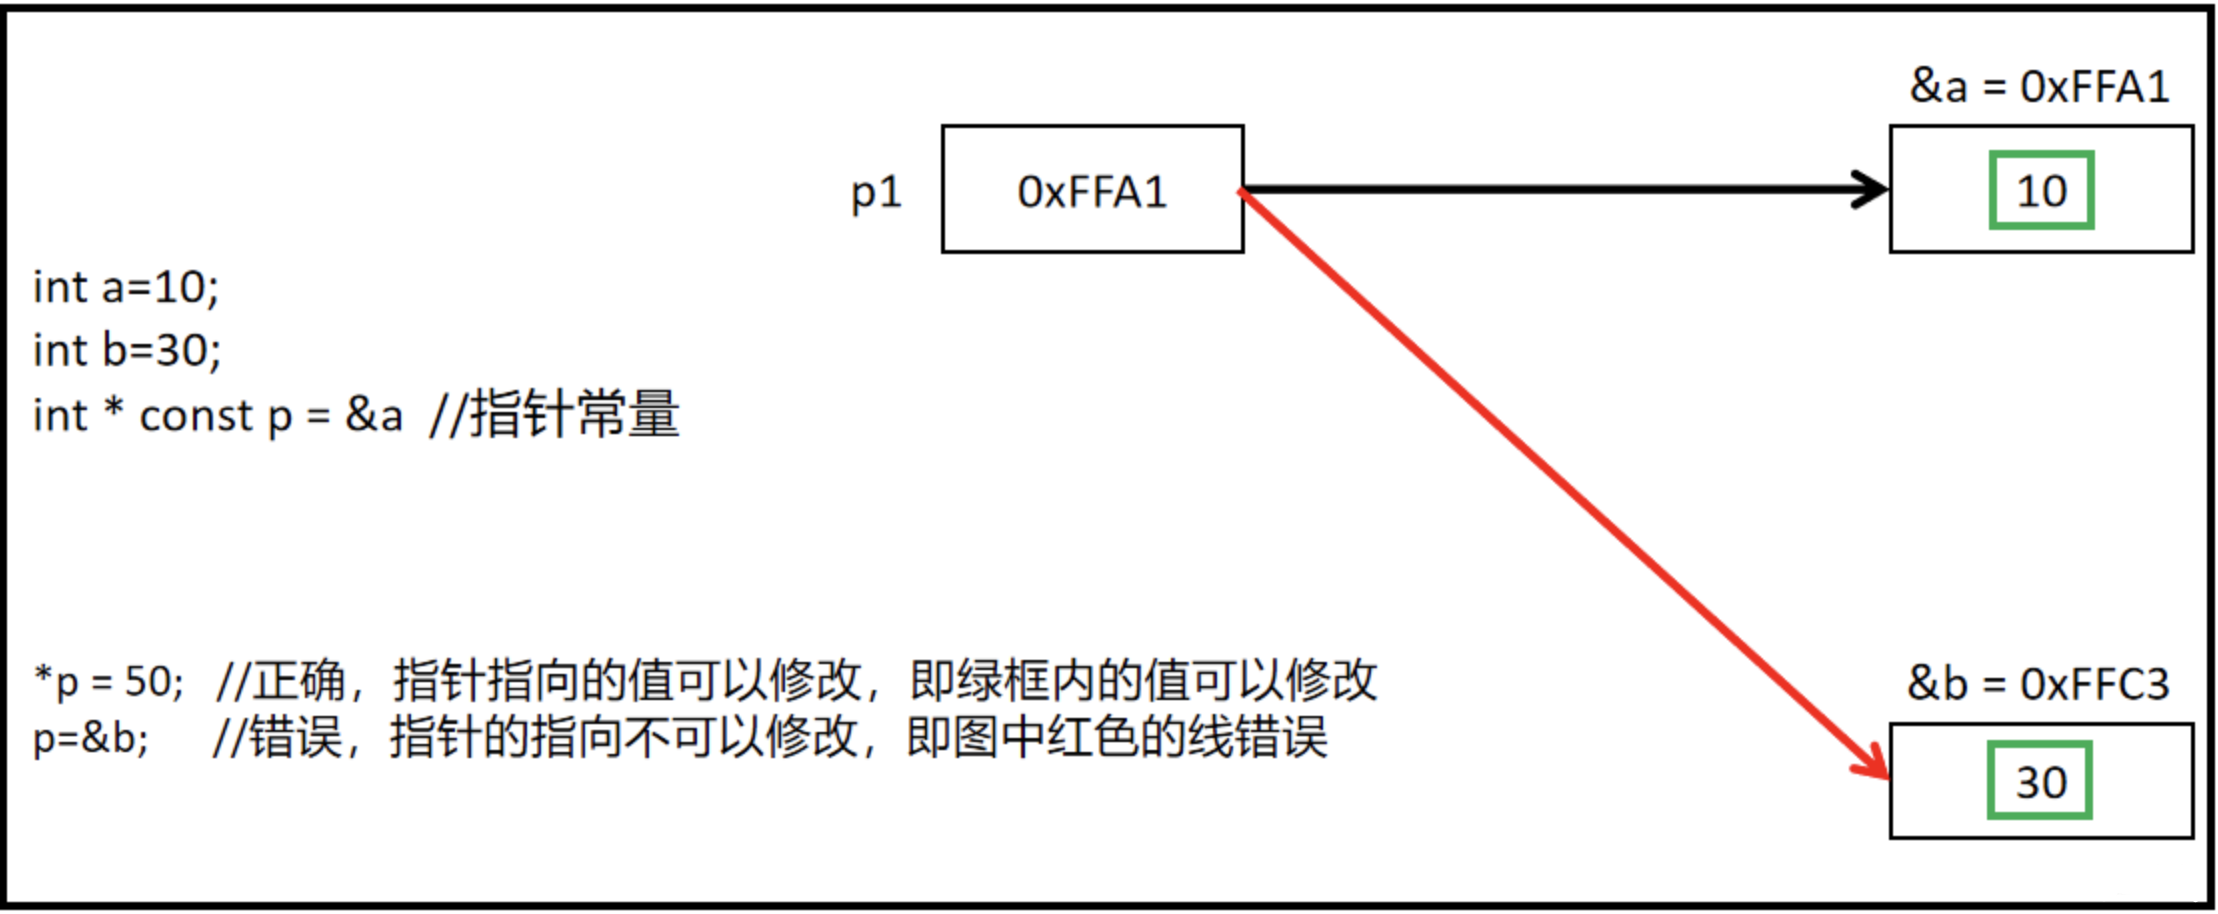 &a = 0xFFA1
p1
0xFFA1
10
int a=10;
int b=30;
int * const p = &a //指针常量
*p = 50; //正确，指针指向的值可以修改，即绿框内的值可以修改
p=&b; //错误，指针的指向不可以修改，即图中红色的线错误
&b = 0xFFC3
30